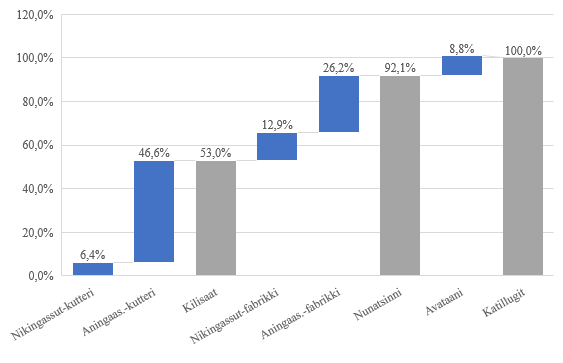 120,0%
100,0%
80,0%
60,0%
40,0%
20,0%
0,0%
6,4%
46,6%
53,0%
12,9%
26,2%
92,1%
8,8%
100,0%
Nikingassut-kutteri
Aningaas.-kutteri
Kilisaat
Nikingassut-fabrikki
Aningaas.-fabrikki
Nunatsinni
Avataani
Katillugit